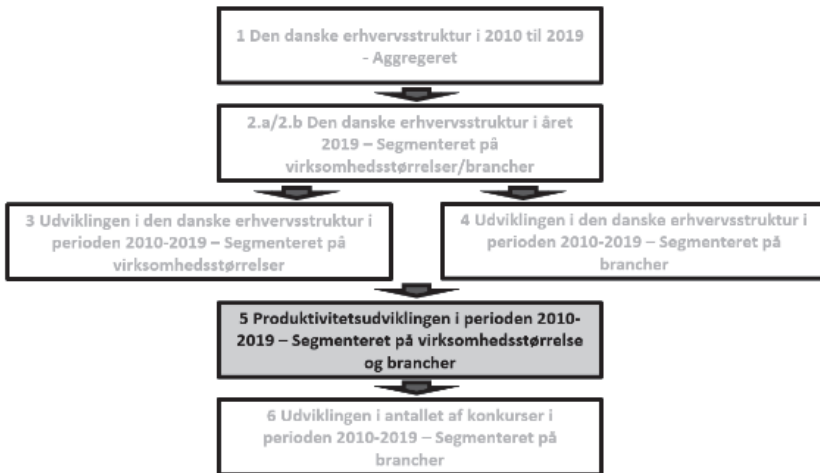 1 Den danske erhvervsstruktur i 2010 til 2019
- Aggregeret
2.a/2.b Den danske erhvervsstruktur i året
2019 – Segmenteret på
virksomhedsstørrelser/brancher
3 Udviklingen i den danske erhvervsstruktur i
perioden 2010-2019 – Segmenteret på
virksomhedsstørrelser
4 Udviklingen i den danske erhvervsstruktur i
perioden 2010-2019 – Segmenteret på
brancher
5 Produktivitetsudviklingen i perioden 2010-
2019 – Segmenteret på virksomhedsstørrelse
og brancher
6 Udviklingen i antallet af konkurser i
perioden 2010-2019 – Segmenteret på
brancher